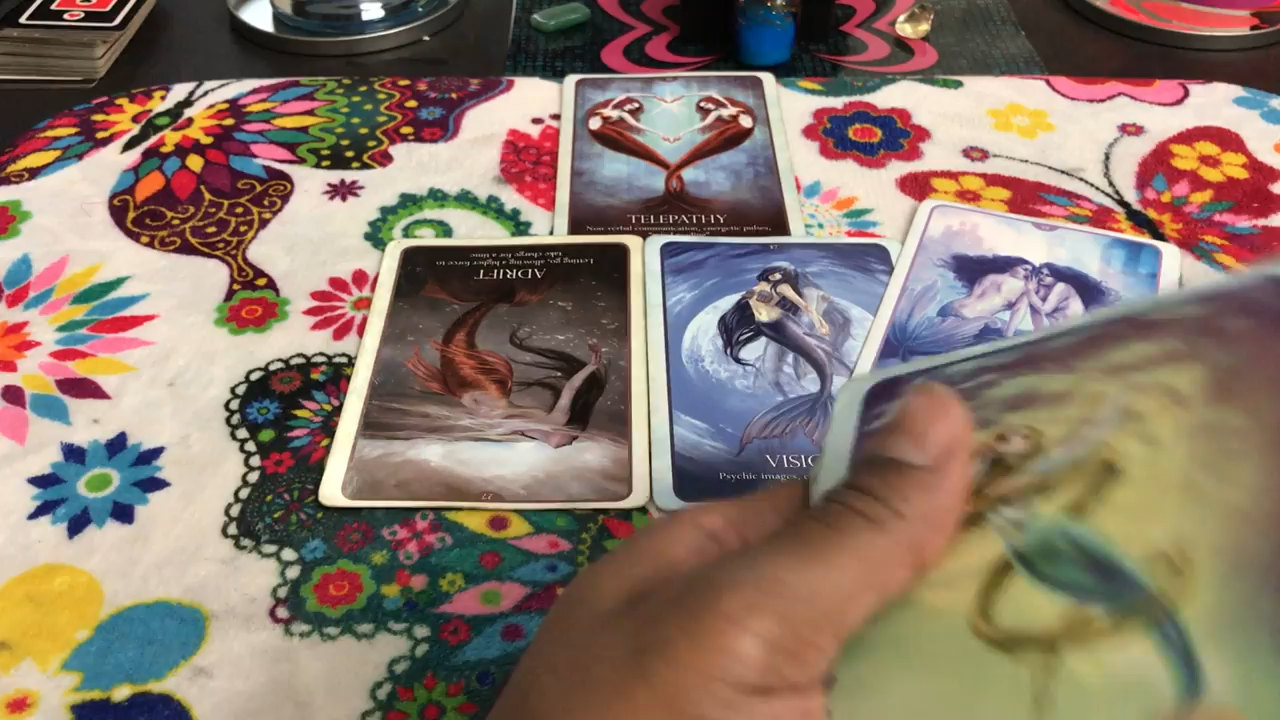 TELEPATHY
Non-verbal communication, energetic pulses,
ADRIFT
Letting go, allowing a higher force to
take charge for a time
VISIO
Psychic images,